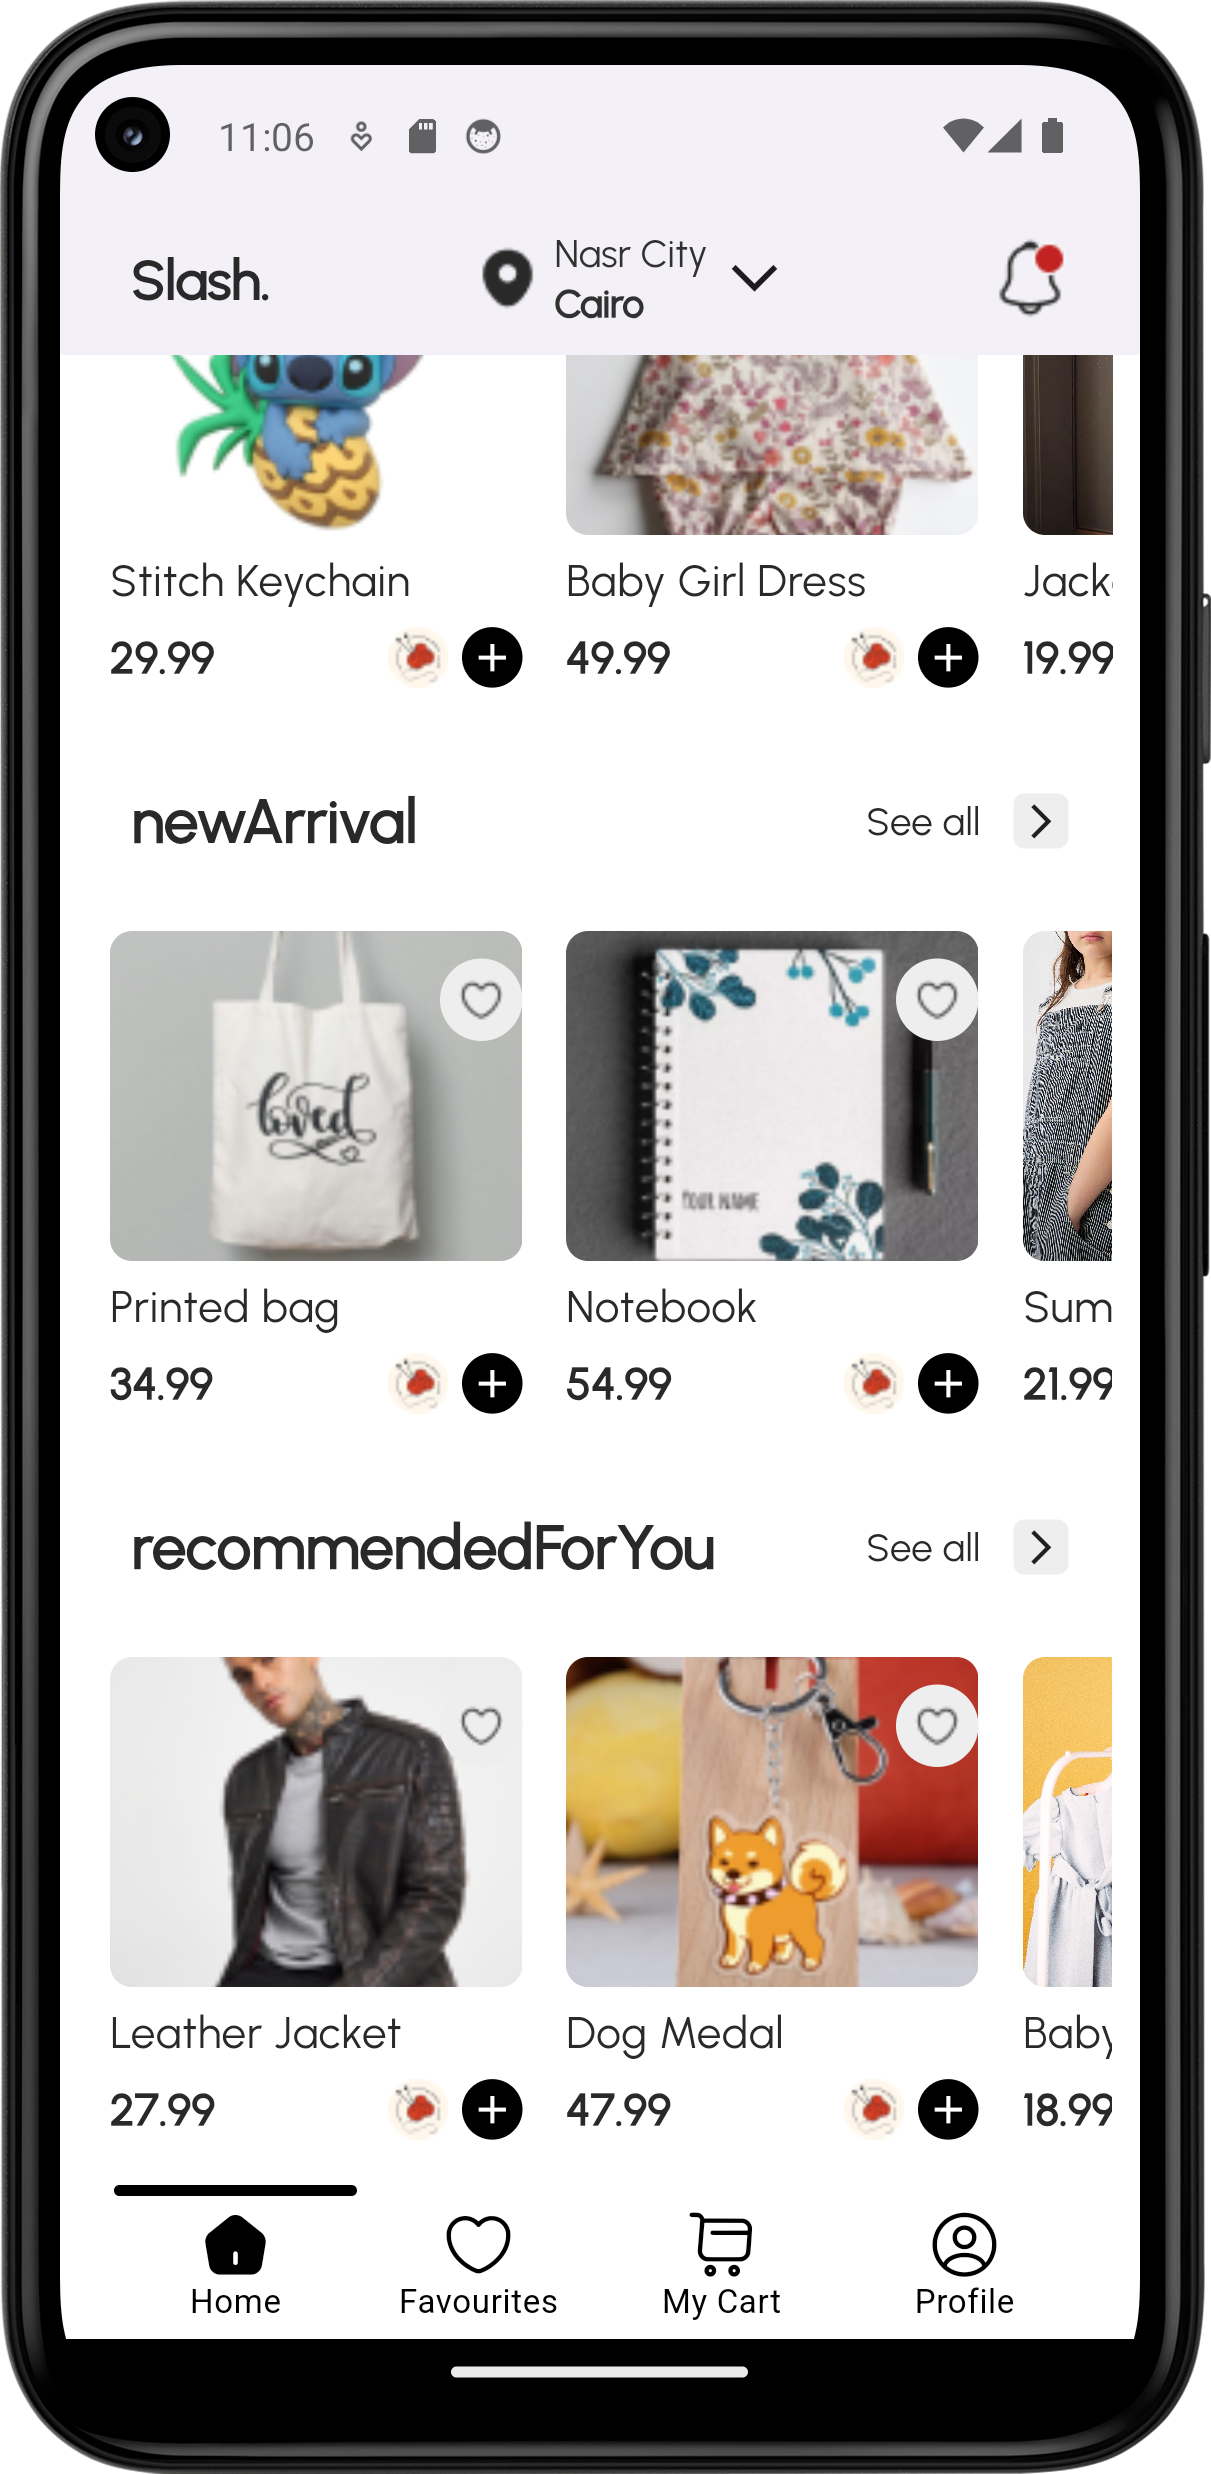 11:06
Slash.
Nasr City
Cairo
Stitch Keychain
Baby Girl Dress
29.99
49.99
19.99
newArrival
See all
loved
YOUR NAME
Printed bag
Notebook
34.99
54.99
21.99
recommendedForYou
See all
Leather Jacket
Dog Medal
Baby
27.99
47.99
18.99
Home
Favourites
My Cart
Profile